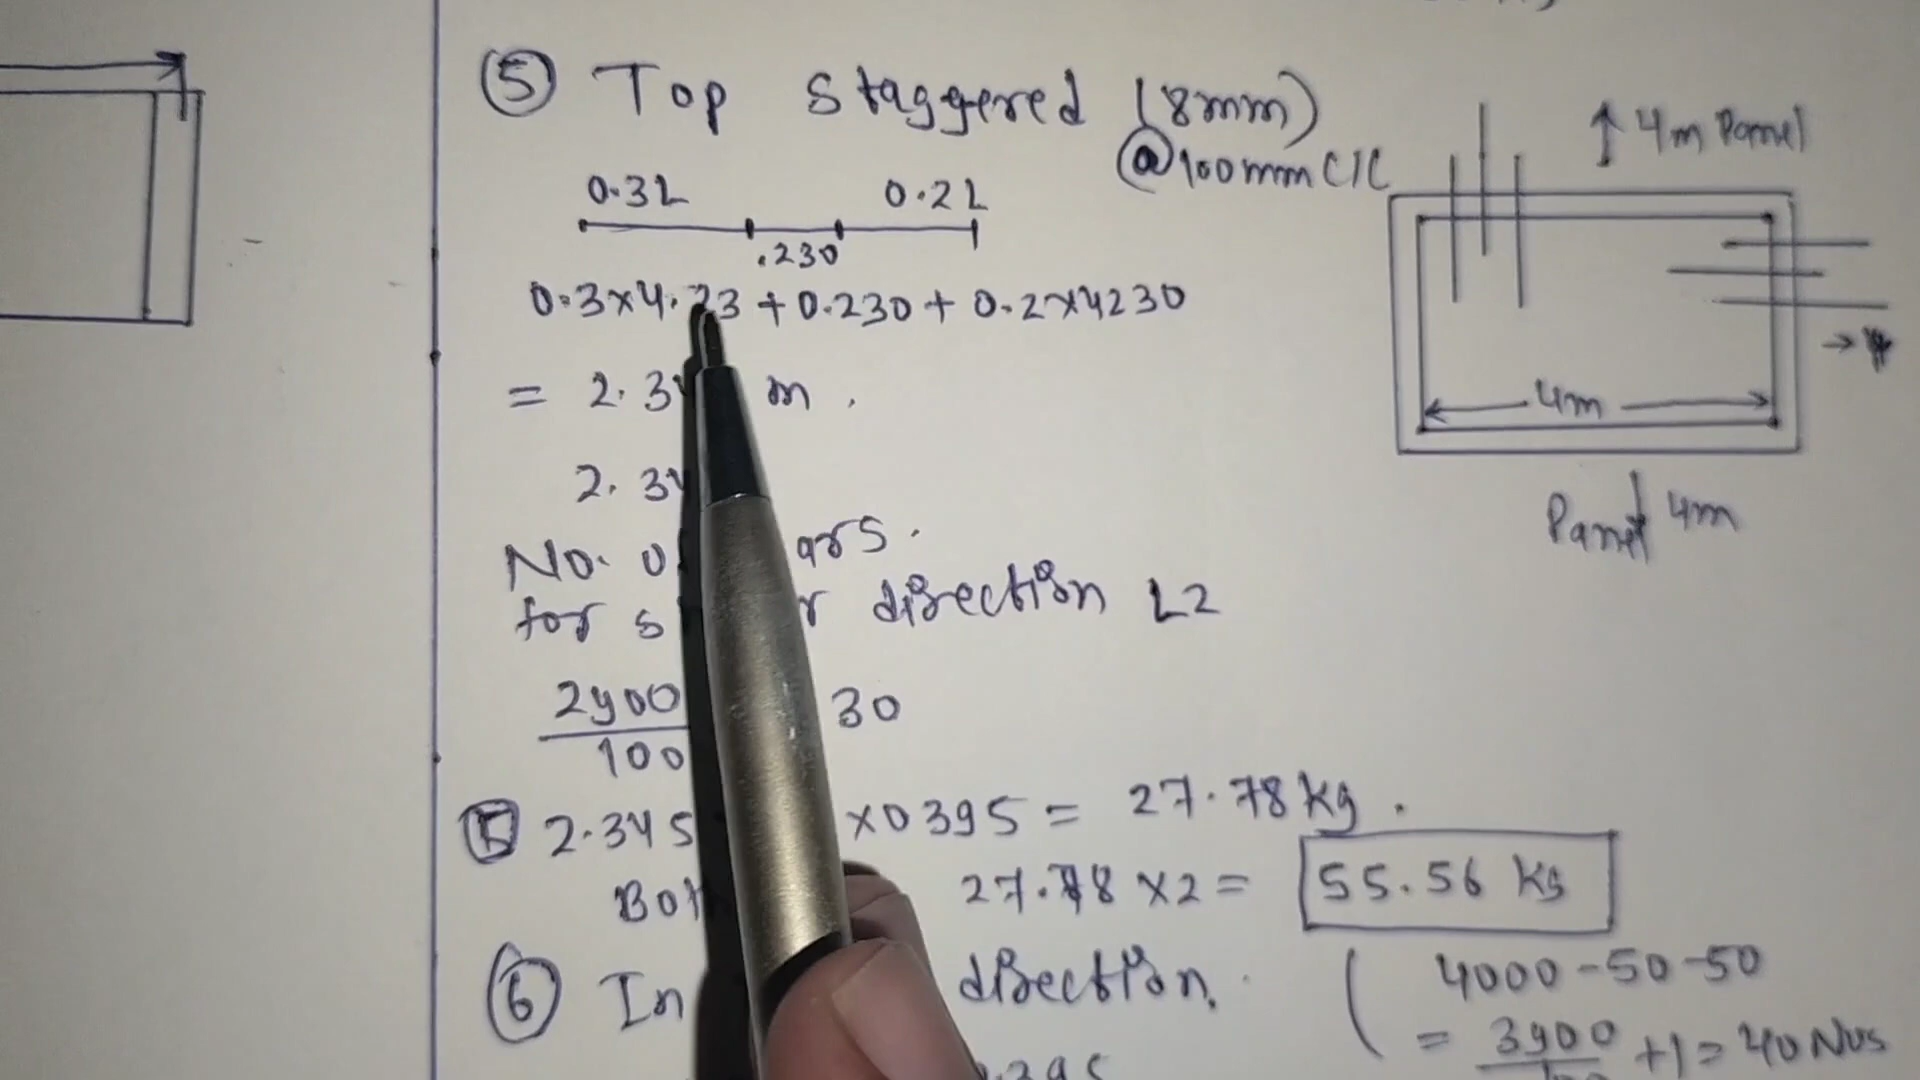 ⑤ Top staggered (8mm)
@100mm C/C
0.3L 0.2L
.230
0.3x4.23 + 0.230 + 0.2x4230
= 2.3 m.
2.3
No. ars.
for direction L2
2900 30
100
2.345 x0395 = 27.78 kg.
27.78 x2 = 55.56 kg
⑥ In direction.
(4000-50-50
= 3900 +1 = 40 Nos
↑ 4m Panel
← 4m →
Panel 4m